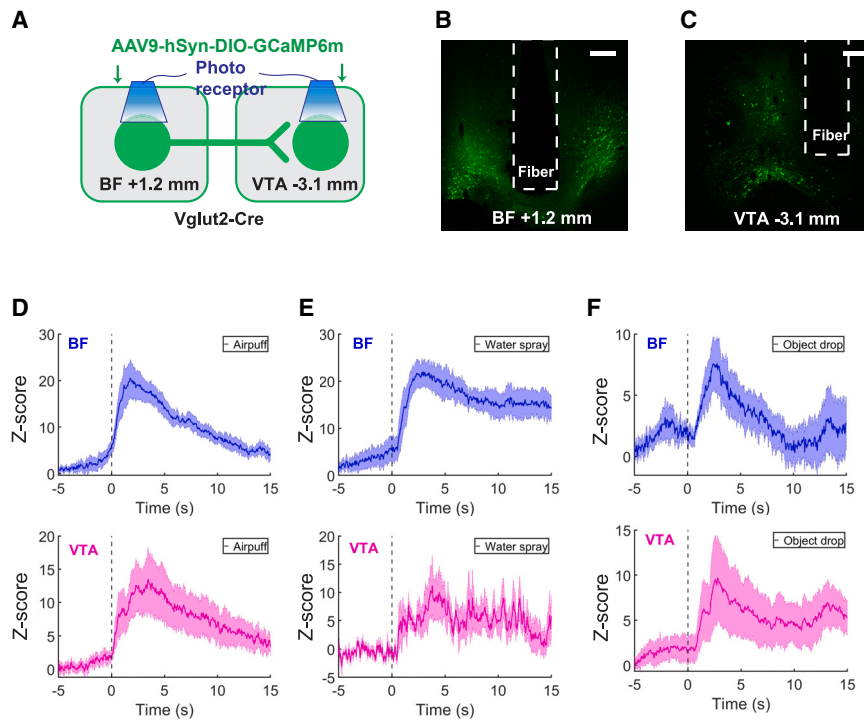 A
AAV9-hSyn-DIO-GCaMP6m
Photo
receptor
BF +1.2 mm
VTA -3.1 mm
Vglut2-Cre
B
Fiber
BF +1.2 mm
C
Fiber
VTA -3.1 mm
D
BF
Airpuff
Z-score
30
20
10
0
-5 0 5 10 15
Time (s)
VTA
Airpuff
Z-score
20
15
10
5
0
-5 0 5 10 15
Time (s)
E
BF
Water spray
Z-score
30
20
10
0
-5 0 5 10 15
Time (s)
VTA
Water spray
Z-score
20
15
10
5
0
-5
-5 0 5 10 15
Time (s)
F
BF
Object drop
Z-score
10
5
0
-5 0 5 10 15
Time (s)
VTA
Object drop
Z-score
15
10
5
0
-5 0 5 10 15
Time (s)